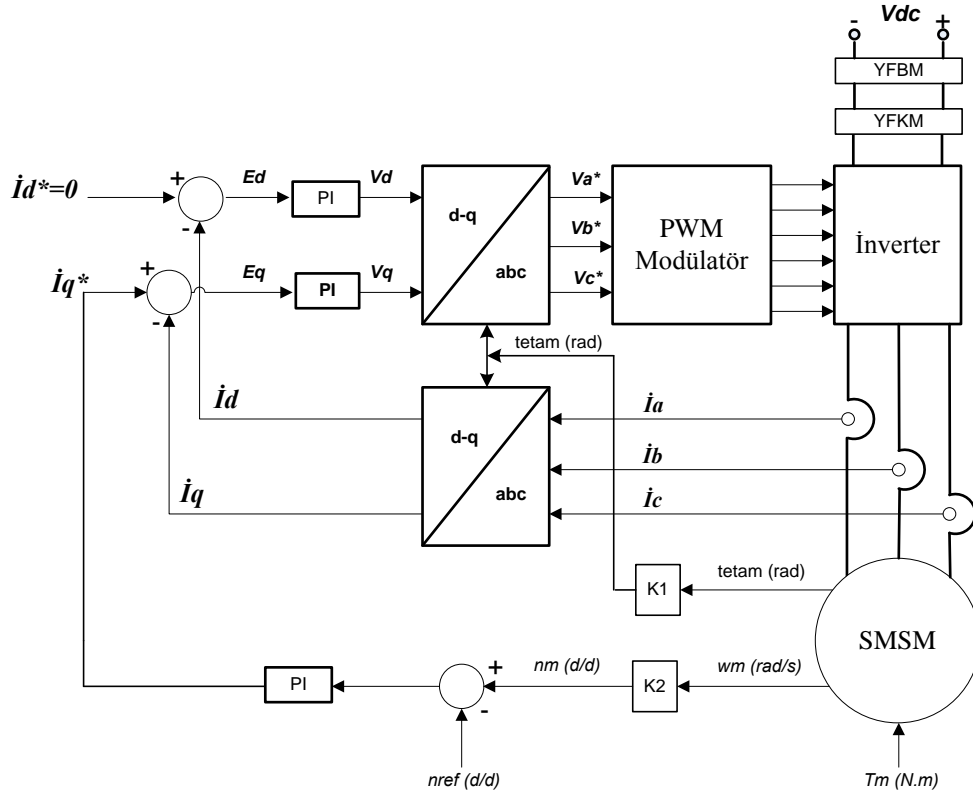 Vdc
- +
YFBM
YFKM
İd*=0
+
-
Ed
PI
Vd
d-q
abc
Va*
Vb*
Vc*
PWM
Modülatör
İnverter
İq*
+
-
Eq
PI
Vq
tetam (rad)
İd
İq
d-q
abc
İa
İb
İc
tetam (rad)
K1
SMSM
PI
+
-
nm (d/d)
K2
wm (rad/s)
nref (d/d)
Tm (N.m)